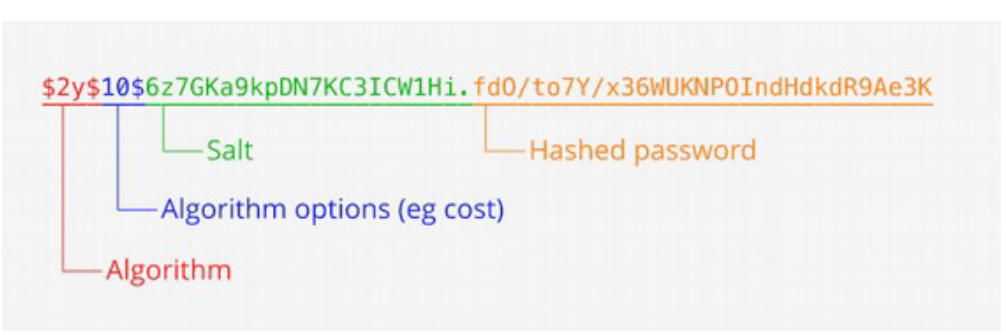 $2y$10$6z7GKa9kpDN7KC3ICW1Hi.fdO/to7Y/x36WUKNPOIndHdkdR9Ae3K
Salt
Hashed password
Algorithm options (eg cost)
Algorithm